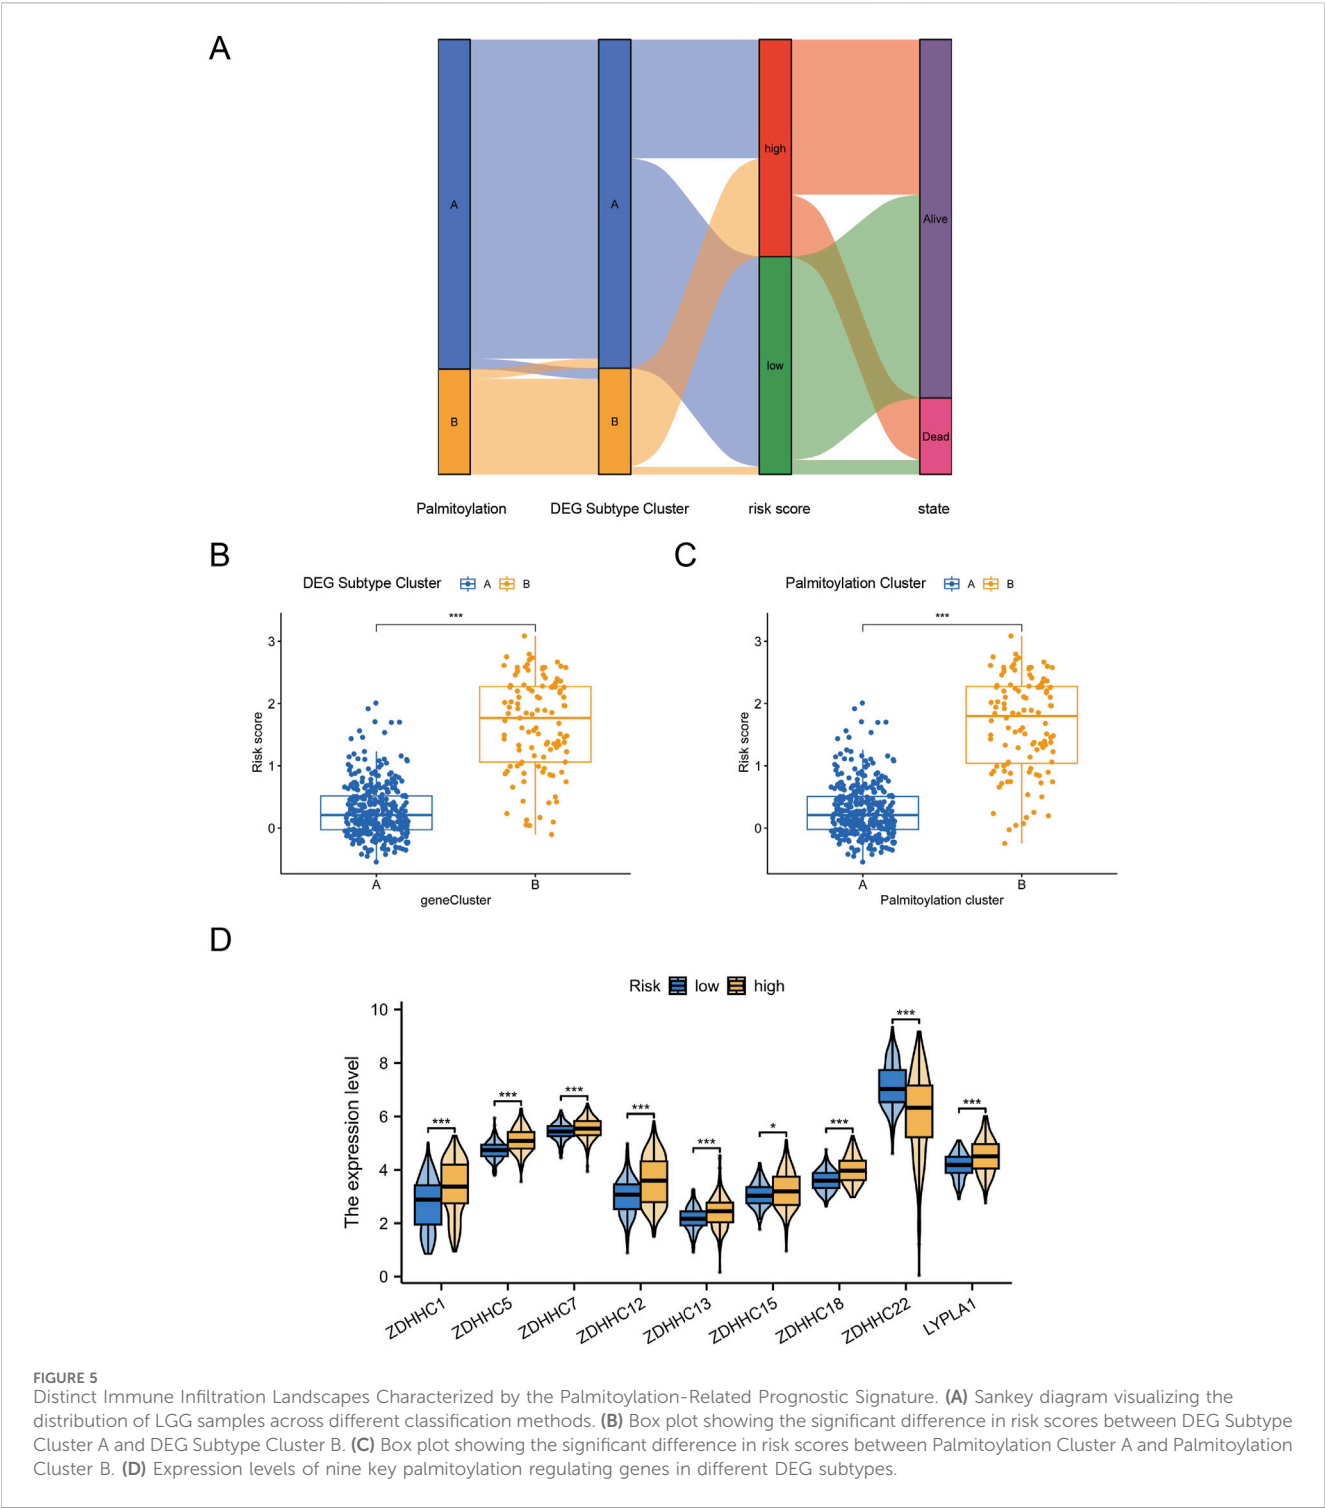 A
A
B
A
B
high
low
Alive
Dead
Palmitoylation DEG Subtype Cluster risk score state
B
DEG Subtype Cluster A B
***
3
2
1
0
Risk score
A B
geneCluster
C
Palmitoylation Cluster A B
***
3
2
1
0
Risk score
A B
Palmitoylation cluster
D
Risk low high
10
8
6
4
2
0
The expression level
*** *** *** *** *** * *** *** ***
ZDHHC1 ZDHHC5 ZDHHC7 ZDHHC12 ZDHHC13 ZDHHC15 ZDHHC18 ZDHHC22 LYPLA1
FIGURE 5
Distinct Immune Infiltration Landscapes Characterized by the Palmitoylation-Related Prognostic Signature. (A) Sankey diagram visualizing the
distribution of LGG samples across different classification methods. (B) Box plot showing the significant difference in risk scores between DEG Subtype
Cluster A and DEG Subtype Cluster B. (C) Box plot showing the significant difference in risk scores between Palmitoylation Cluster A and Palmitoylation
Cluster B. (D) Expression levels of nine key palmitoylation regulating genes in different DEG subtypes.